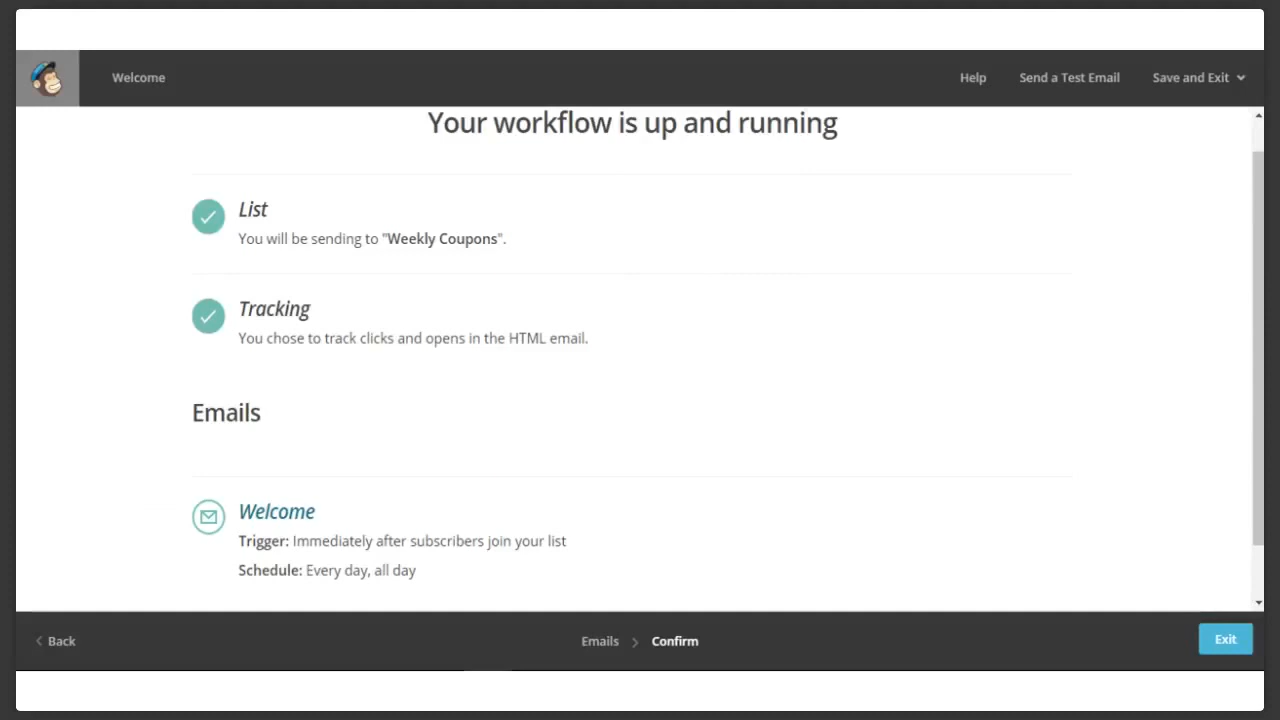 Welcome
Help
Send a Test Email
Save and Exit
Your workflow is up and running
List
You will be sending to "Weekly Coupons".
Tracking
You chose to track clicks and opens in the HTML email.
Emails
Welcome
Trigger: Immediately after subscribers join your list
Schedule: Every day, all day
Back
Emails
Confirm
Exit